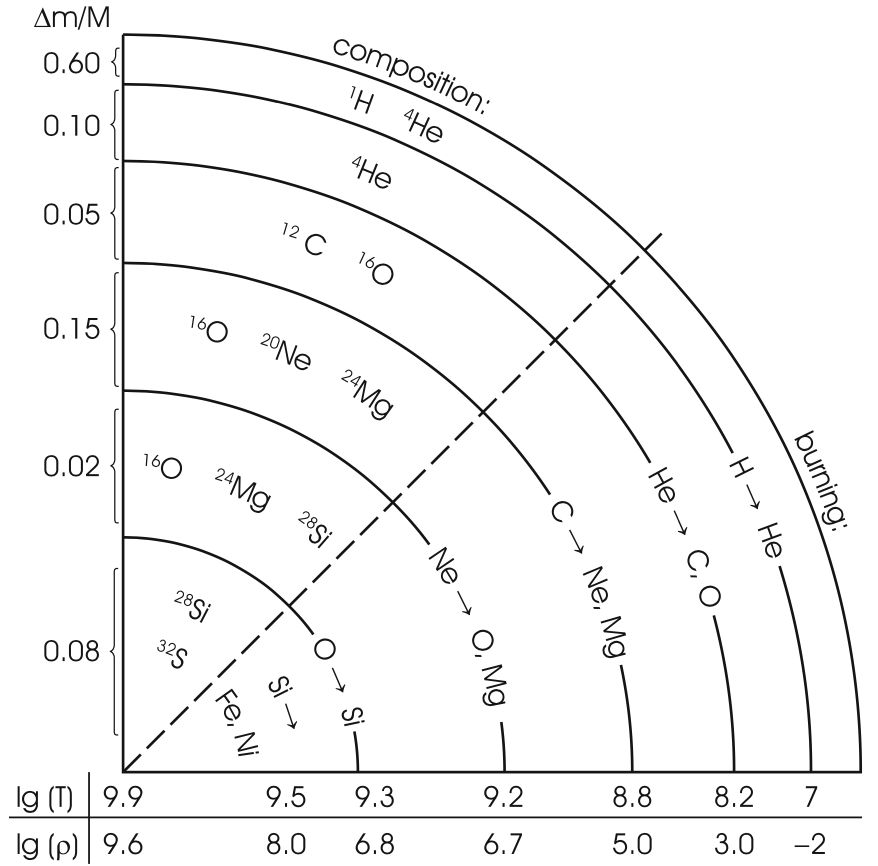 Δm/M
0.60
0.10
0.05
0.15
0.02
0.08
composition:
¹H ⁴He
⁴He
¹² C ¹⁶O
¹⁶O ²⁰Ne ²⁴Mg
¹⁶O ²⁴Mg ²⁸Si
²⁸Si
³²S
burning:
H → He
He → C, O
C → Ne, Mg
Ne → O, Mg
O → Si
Si →
Fe, Ni
lg (T) 9.9 9.5 9.3 9.2 8.8 8.2 7
lg (ρ) 9.6 8.0 6.8 6.7 5.0 3.0 −2